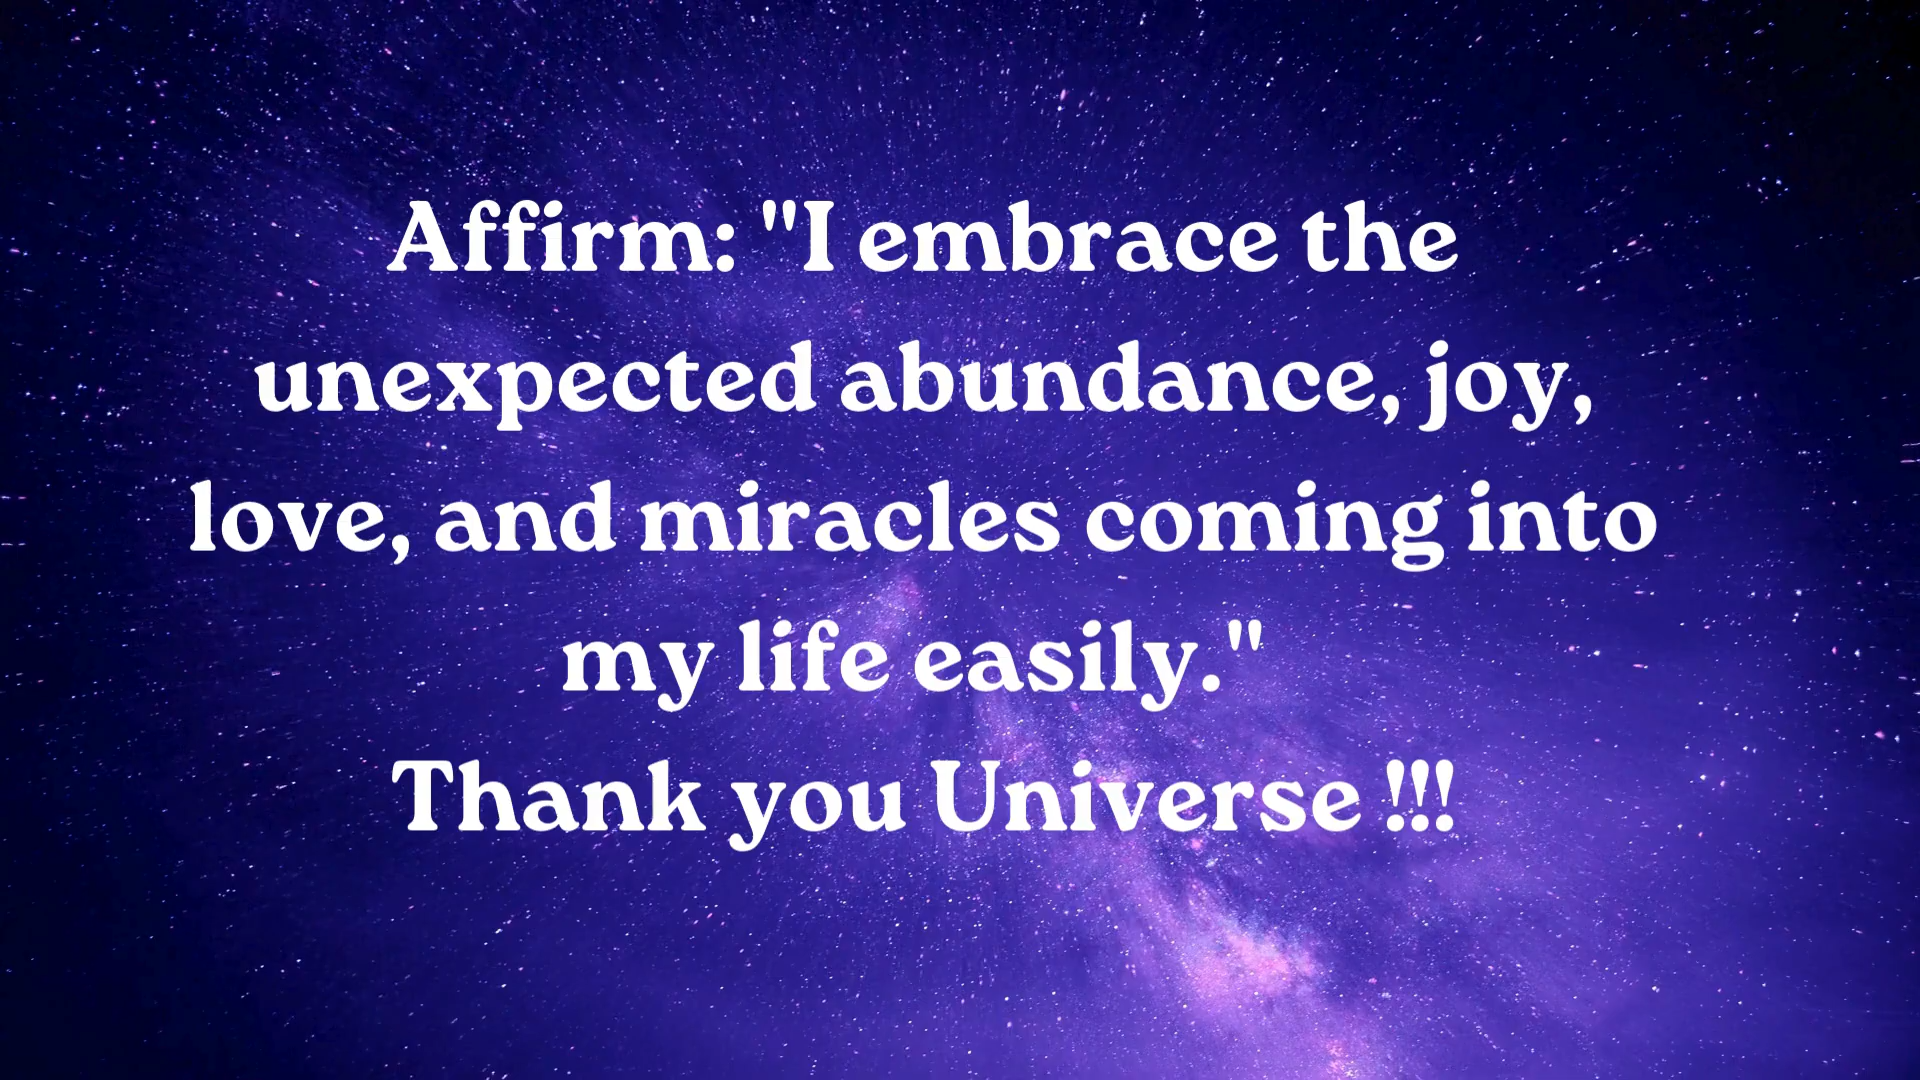 Affirm: "I embrace the
unexpected abundance, joy,
love, and miracles coming into
my life easily."
Thank you Universe !!!